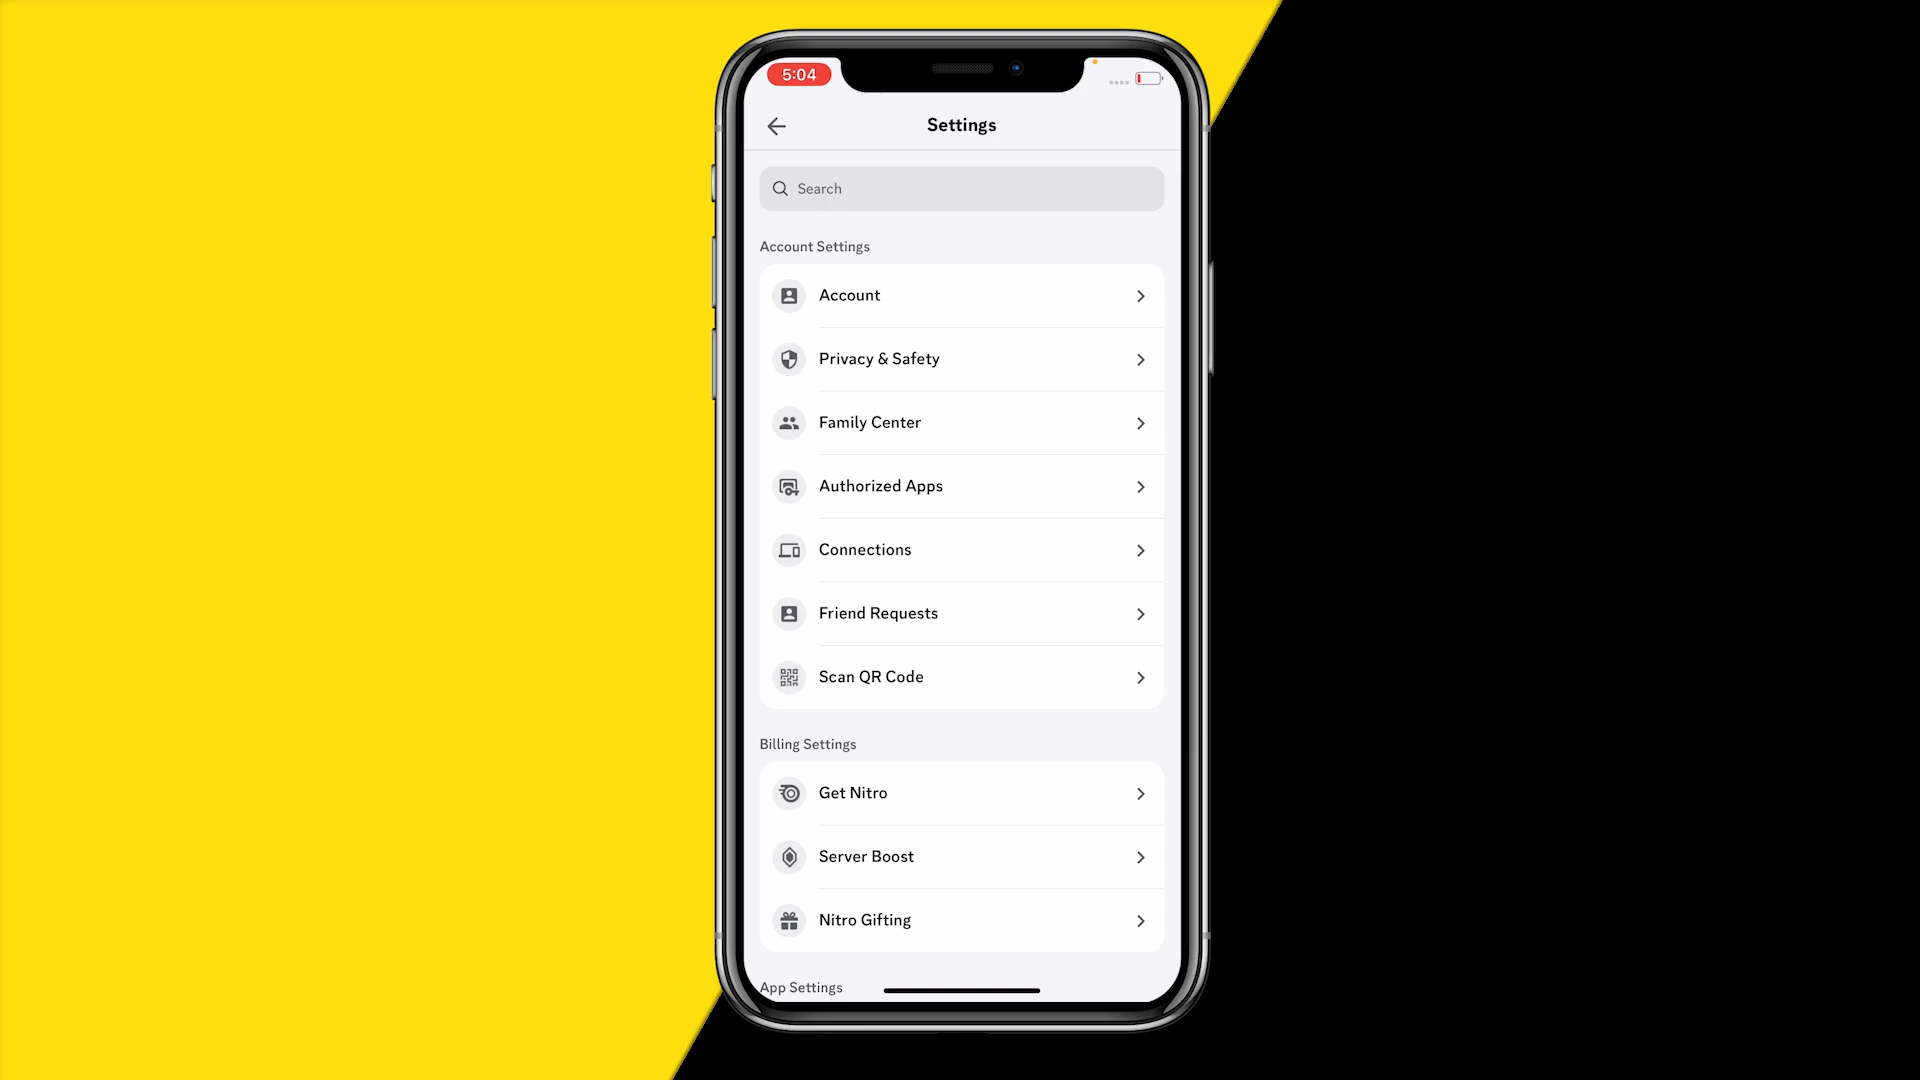 5:04
Settings
Search
Account Settings
Account
Privacy & Safety
Family Center
Authorized Apps
Connections
Friend Requests
Scan QR Code
Billing Settings
Get Nitro
Server Boost
Nitro Gifting
App Settings